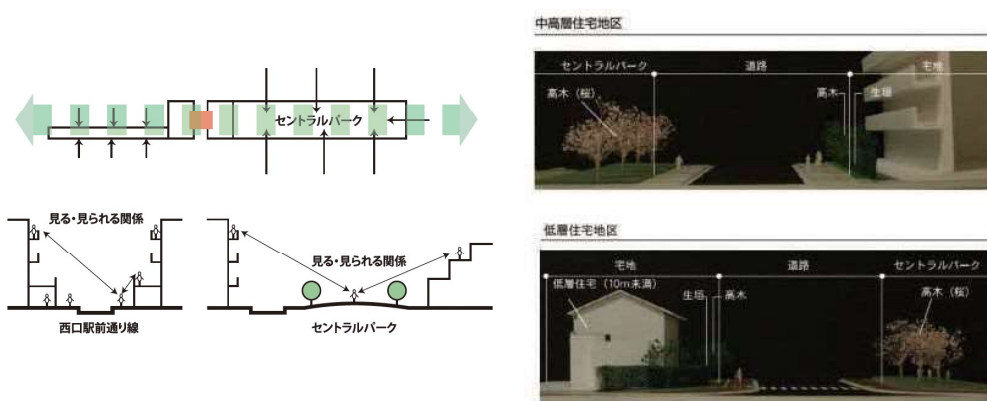 セントラルパーク
見る・見られる関係
西口駅前通り線
見る・見られる関係
セントラルパーク
中高層住宅地区
セントラルパーク 道路 宅地
高木（桜） 高木 生垣
低層住宅地区
宅地 道路 セントラルパーク
低層住宅（10m未満） 生垣 高木 高木（桜）